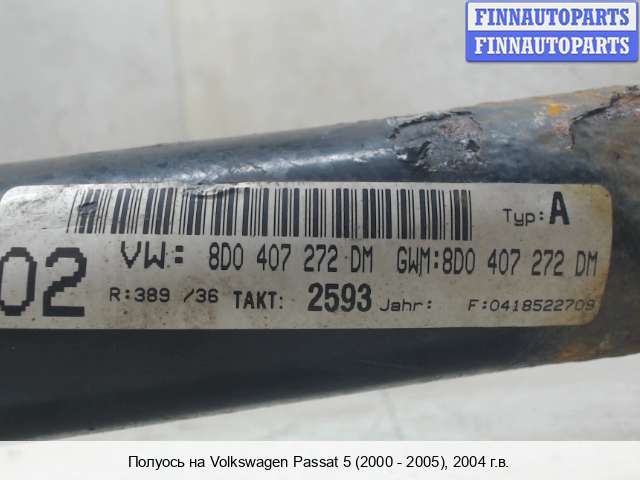 FINNAUTOPARTS
FINNAUTOPARTS
Typ: A
VW: 8D0 407 272 DM GWM:8D0 407 272 DM
02
R:389 /36 TAKT: 2593 Jahr: F:0418522709
Полуось на Volkswagen Passat 5 (2000 - 2005), 2004 г.в.